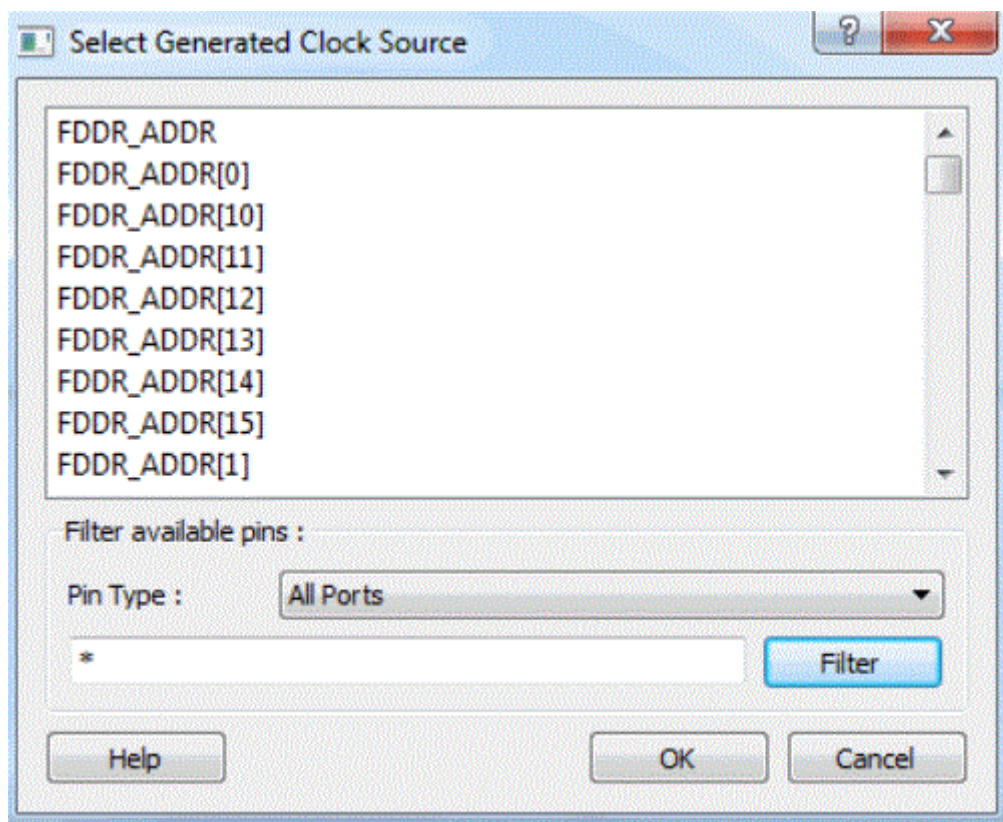 Select Generated Clock Source
FDDR_ADDR
FDDR_ADDR[0]
FDDR_ADDR[10]
FDDR_ADDR[11]
FDDR_ADDR[12]
FDDR_ADDR[13]
FDDR_ADDR[14]
FDDR_ADDR[15]
FDDR_ADDR[1]
Filter available pins :
Pin Type : All Ports
* Filter
Help OK Cancel